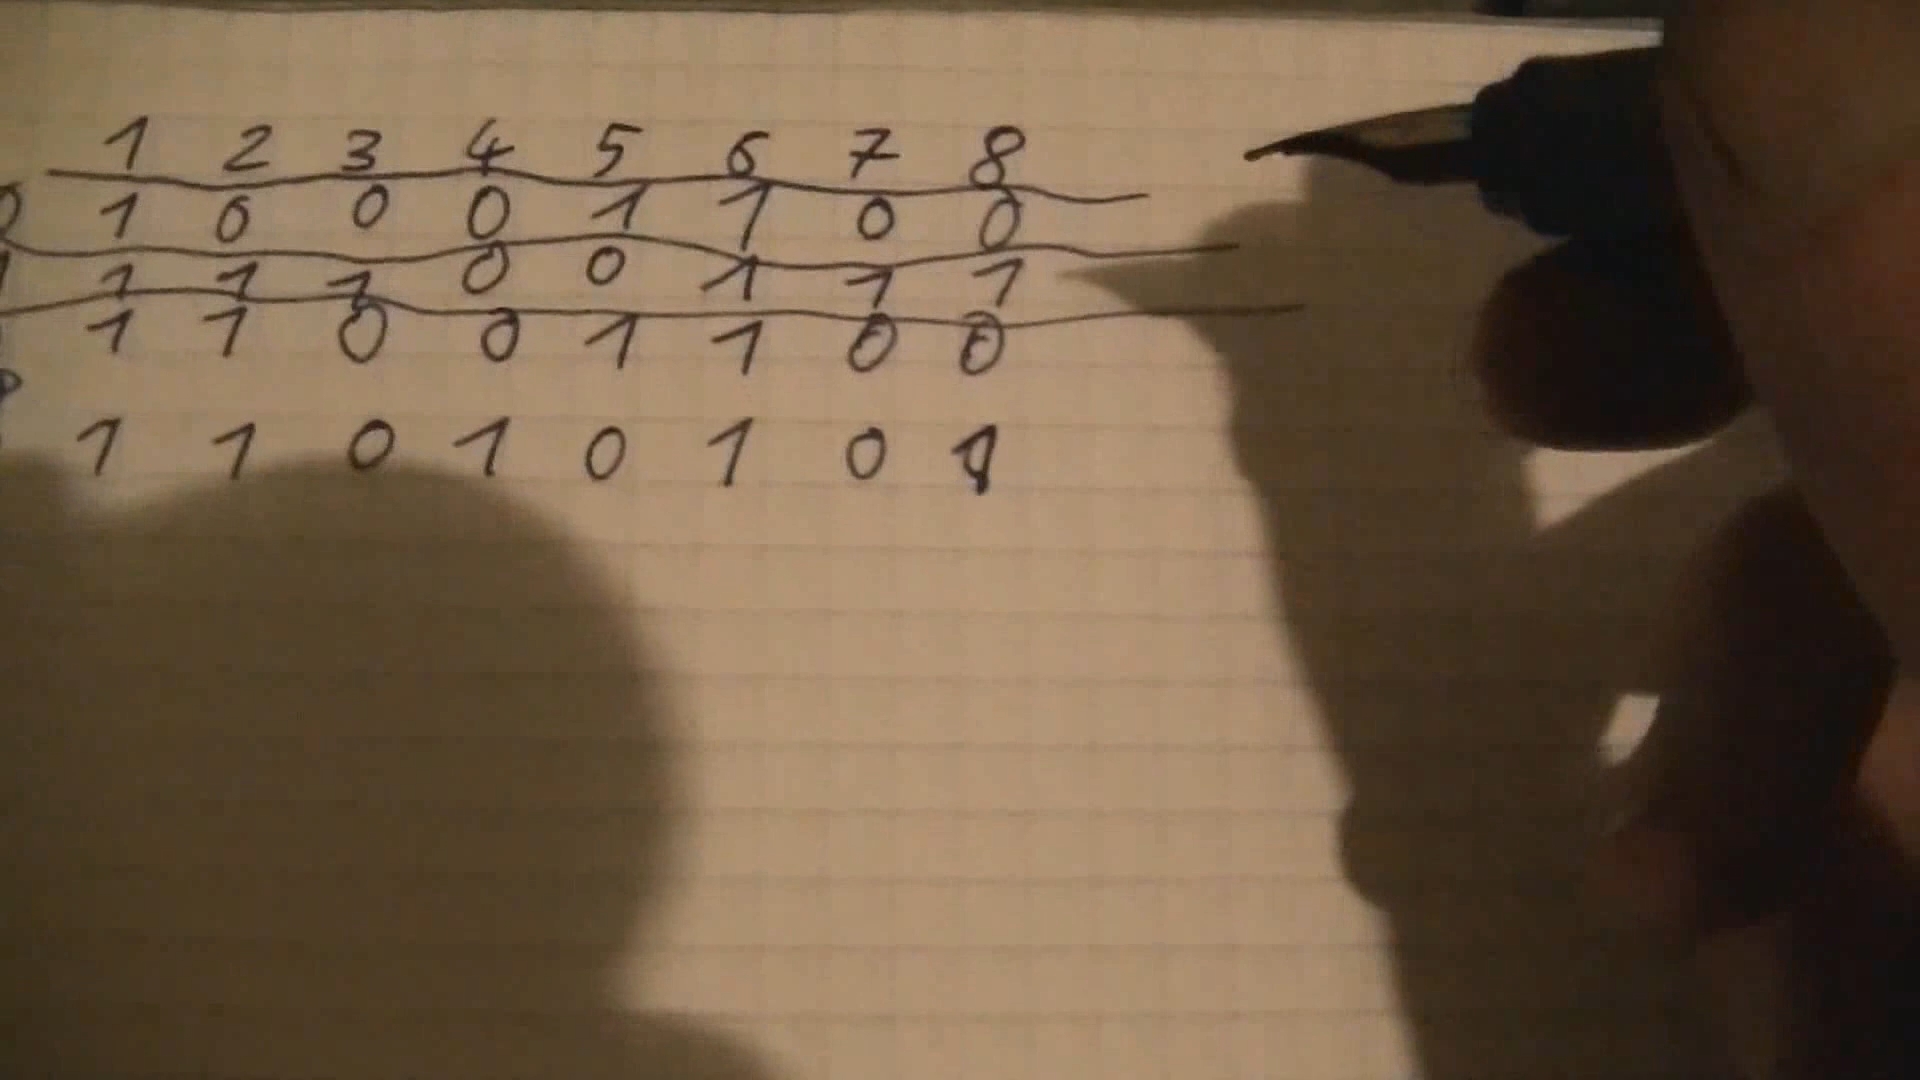 1 2 3 4 5 6 7 8
0 1 0 0 0 1 1 0 0
1 1 1 1 0 0 1 1 1
1 1 0 0 1 1 0 0
1 1 0 1 0 1 0